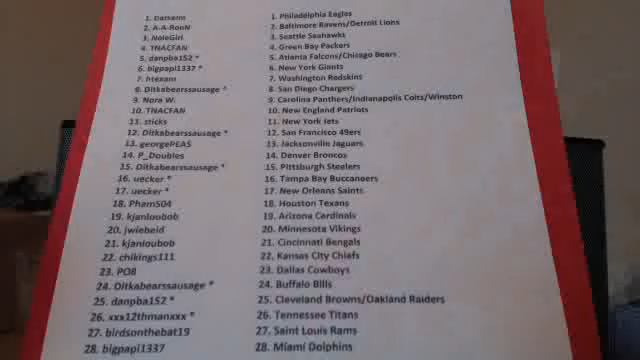 1. Darkemt
2. A-A-RonN
3. NoleGirl
4. TNACFAN
5. danpba152 *
6. bigpapi1337 *
7. htexans
8. Ditkabearssausage ^
9. Nora W.
10. TNACFAN
11. sticks
12. Ditkabearssausage *
13. georgePEAS
14. P_Doubles
15. Ditkabearssausage *
16. uecker *
17. uecker *
18. Pham504
19. kjanloubob
20. jwiebeld
21. kjanloubob
22. chikings111
23. POB
24. Ditkabearssausage *
25. danpba152 *
26. xxx12thmanxxx *
27. birdsonthebat19
28. bigpapi1337
1. Philadelphia Eagles
2. Baltimore Ravens/Detroit Lions
3. Seattle Seahawks
4. Green Bay Packers
5. Atlanta Falcons/Chicago Bears
6. New York Giants
7. Washington Redskins
8. San Diego Chargers
9. Carolina Panthers/Indianapolis Colts/Winston
10. New England Patriots
11. New York Jets
12. San Francisco 49ers
13. Jacksonville Jaguars
14. Denver Broncos
15. Pittsburgh Steelers
16. Tampa Bay Buccaneers
17. New Orleans Saints
18. Houston Texans
19. Arizona Cardinals
20. Minnesota Vikings
21. Cincinnati Bengals
22. Kansas City Chiefs
23. Dallas Cowboys
24. Buffalo Bills
25. Cleveland Browns/Oakland Raiders
26. Tennessee Titans
27. Saint Louis Rams
28. Miami Dolphins